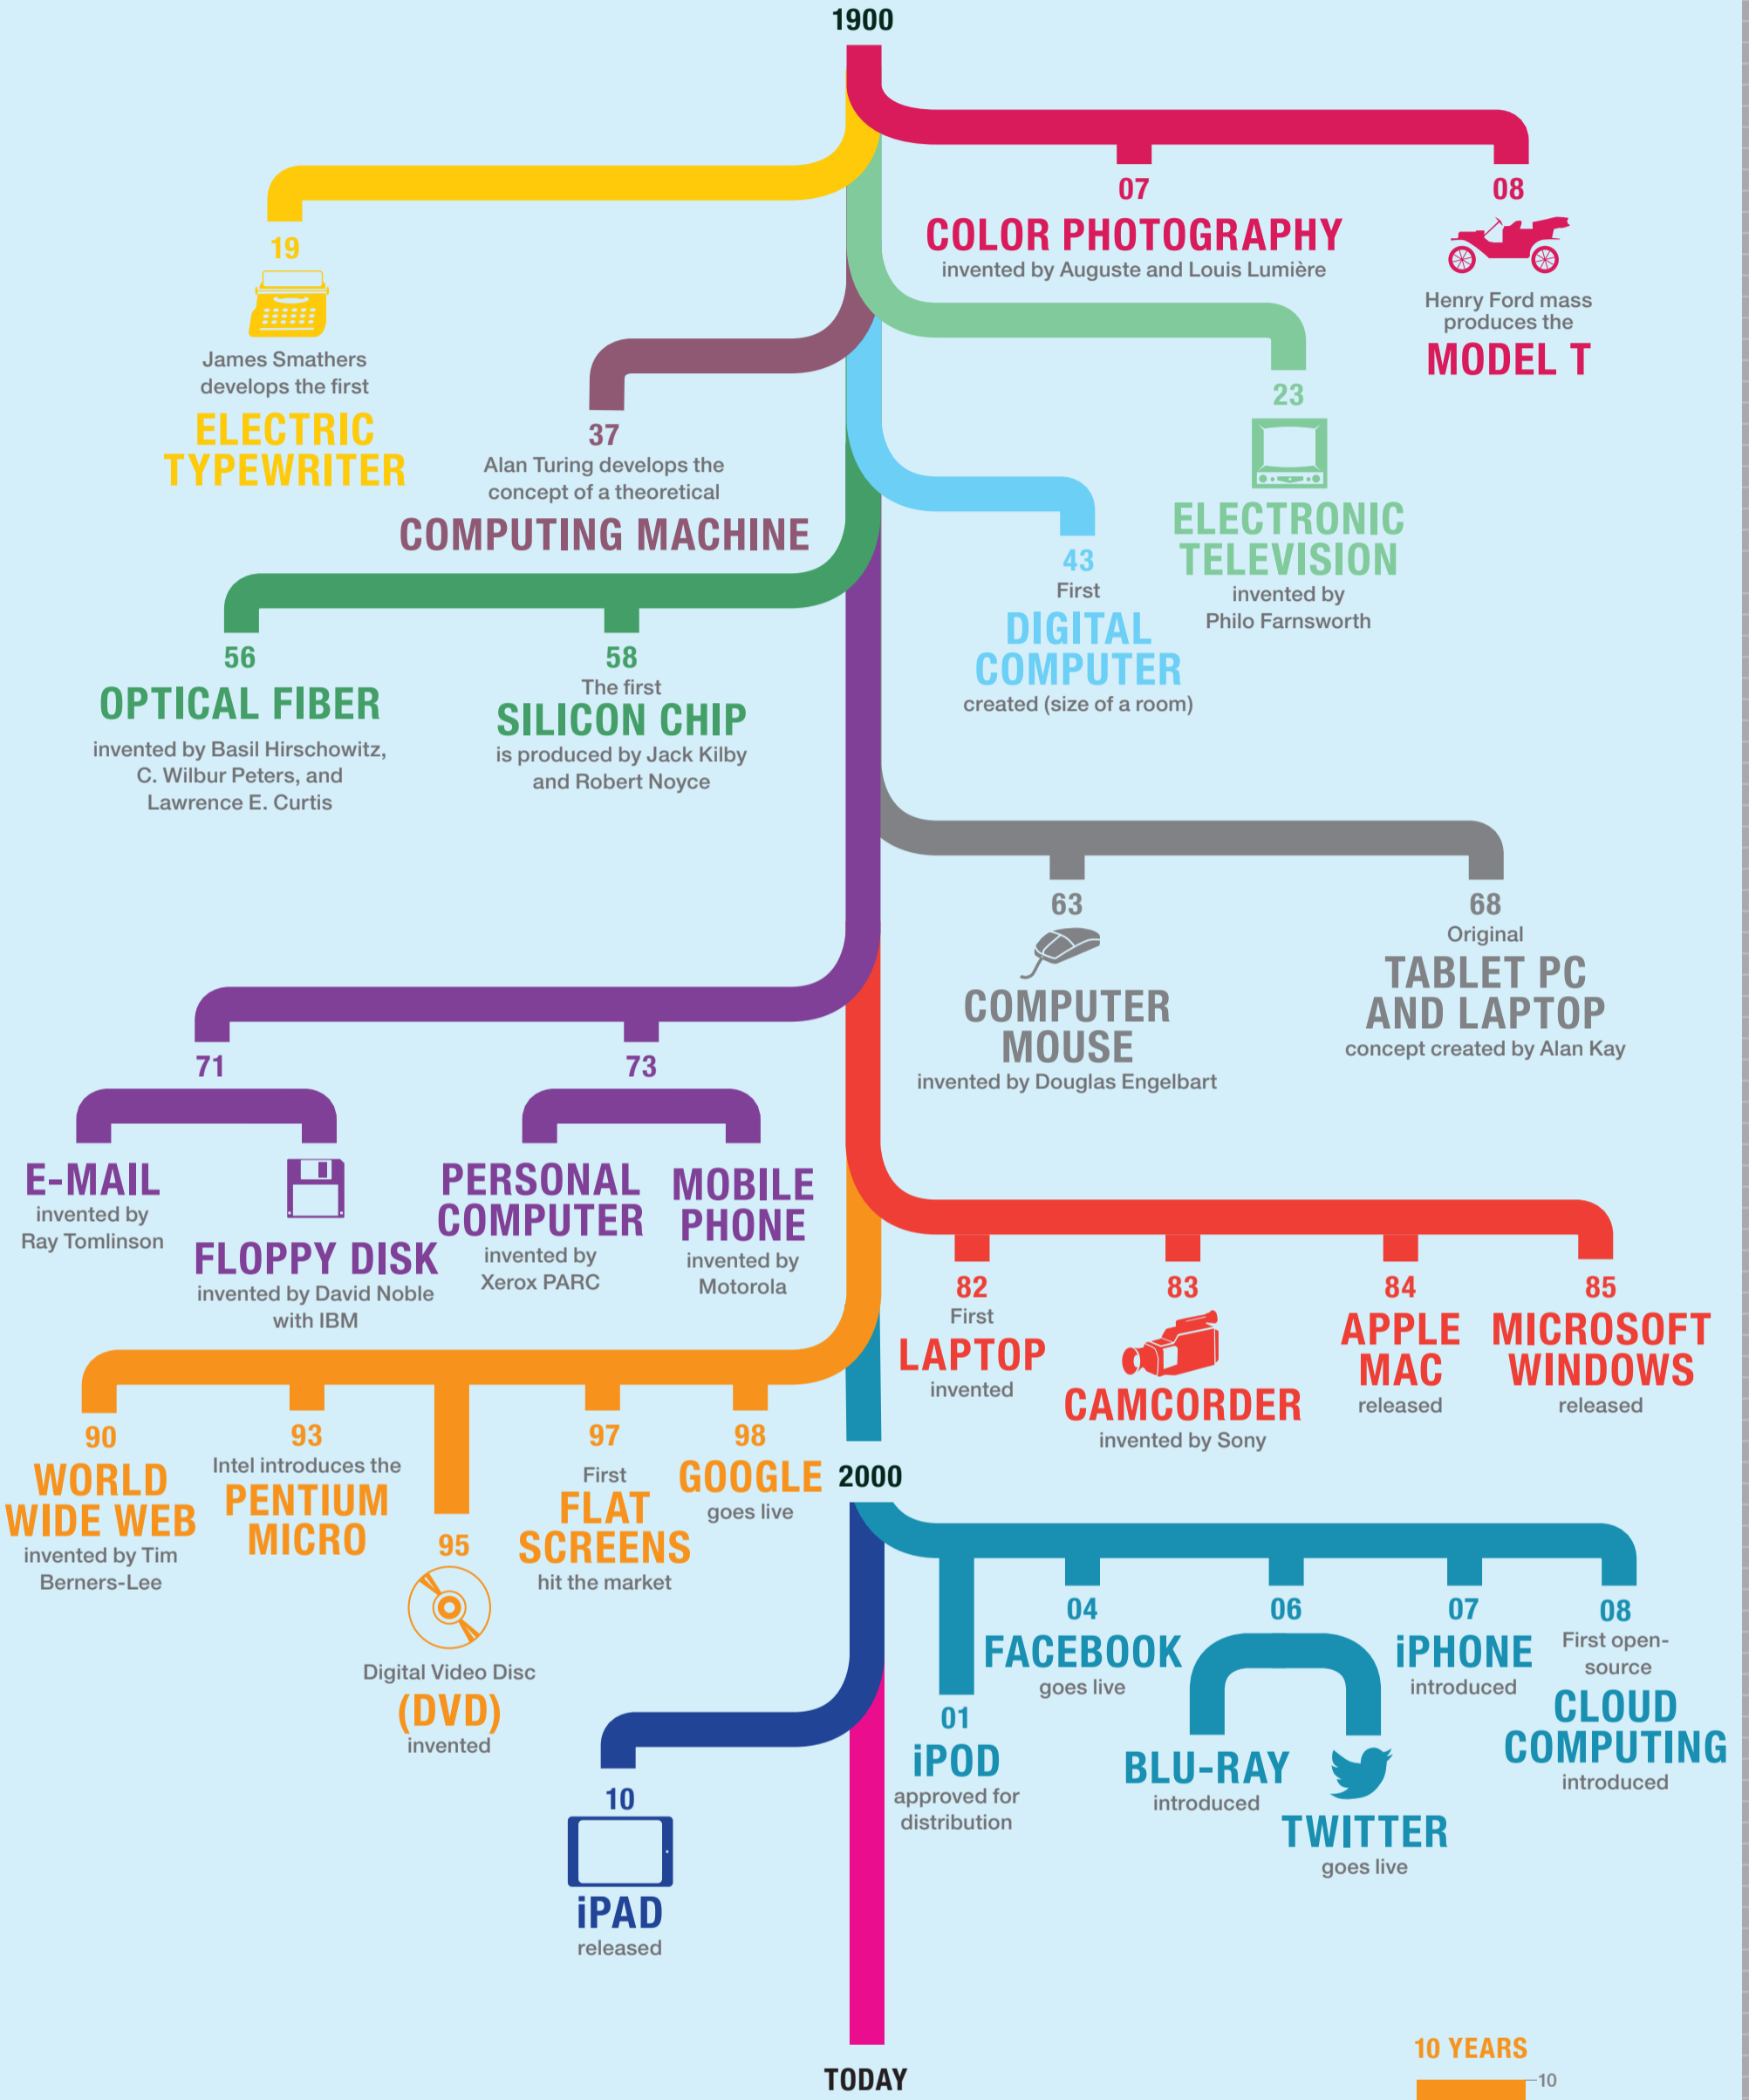 1900
07
COLOR PHOTOGRAPHY
invented by Auguste and Louis Lumière
08
Henry Ford mass
produces the
MODEL T
19
James Smathers
develops the first
ELECTRIC
TYPEWRITER
23
ELECTRONIC
TELEVISION
invented by
Philo Farnsworth
37
Alan Turing develops the
concept of a theoretical
COMPUTING MACHINE
43
First
DIGITAL
COMPUTER
created (size of a room)
56
OPTICAL FIBER
invented by Basil Hirschowitz,
C. Wilbur Peters, and
Lawrence E. Curtis
58
The first
SILICON CHIP
is produced by Jack Kilby
and Robert Noyce
63
COMPUTER
MOUSE
invented by Douglas Engelbart
68
Original
TABLET PC
AND LAPTOP
concept created by Alan Kay
71
E-MAIL
invented by
Ray Tomlinson
FLOPPY DISK
invented by David Noble
with IBM
73
PERSONAL
COMPUTER
invented by
Xerox PARC
MOBILE
PHONE
invented by
Motorola
82
First
LAPTOP
invented
83
CAMCORDER
invented by Sony
84
APPLE
MAC
released
85
MICROSOFT
WINDOWS
released
90
WORLD
WIDE WEB
invented by Tim
Berners-Lee
93
Intel introduces the
PENTIUM
MICRO
95
Digital Video Disc
(DVD)
invented
97
First
FLAT
SCREENS
hit the market
98
GOOGLE
goes live
2000
01
iPOD
approved for
distribution
04
FACEBOOK
goes live
06
BLU-RAY
introduced
TWITTER
goes live
07
iPHONE
introduced
08
First open-
source
CLOUD
COMPUTING
introduced
10
iPAD
released
TODAY
10 YEARS
10